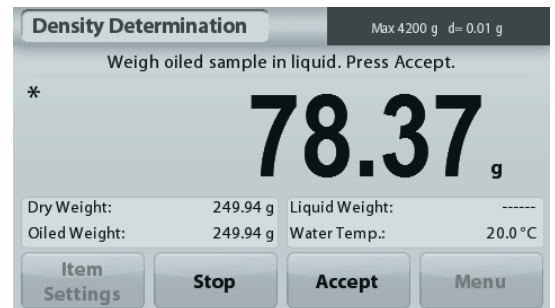 Density Determination
Max 4200 g d= 0.01 g
Weigh oiled sample in liquid. Press Accept.
*
78.37 g
Dry Weight: 249.94 g Liquid Weight: ------
Oiled Weight: 249.94 g Water Temp.: 20.0 °C
Item Settings Stop Accept Menu